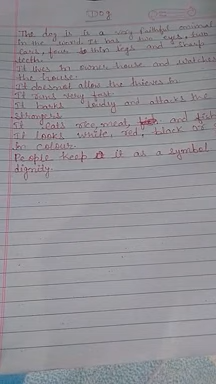 Dog
The dog is is a very faithful animal
In the world. It has two eyes, two
ears, four thin legs and sharp
teeth.
It lives in owner house and watches
the house.
It doesnot allow the thieves in
It runs very fast.
It barks loudly and attacks the
strangers
It eats rice, meat, and fish
It looks white, red, black or
In colour.
People keep it as a symbol
dignity.